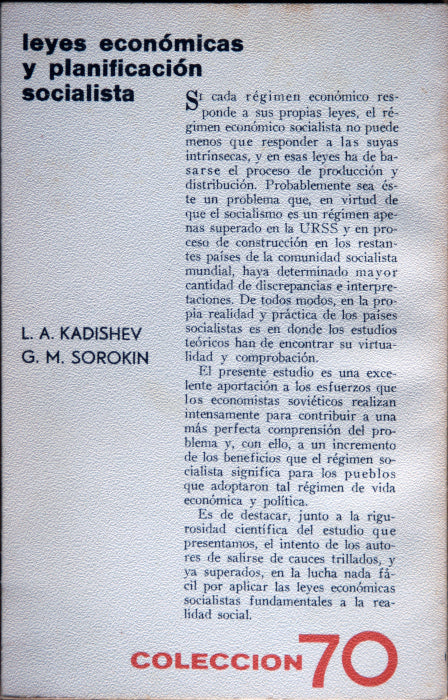 leyes económicas
y planificación
socialista
SI cada régimen económico res-
ponde a sus propias leyes, el ré-
gimen económico socialista no puede
menos que responder a las suyas
intrínsecas, y en esas leyes ha de ba-
sarse el proceso de producción y
distribución. Probablemente sea és-
te un problema que, en virtud de
que el socialismo es un régimen ape-
nas superado en la URSS y en pro-
ceso de construcción en los restan-
tes países de la comunidad socialista
mundial, haya determinado mayor
cantidad de discrepancias e interpre-
taciones. De todos modos, en la pro-
pia realidad y práctica de los países
socialistas es en donde los estudios
teóricos han de encontrar su virtua-
lidad y comprobación.
El presente estudio es una exce-
lente aportación a los esfuerzos que
los economistas soviéticos realizan
intensamente para contribuir a una
más perfecta comprensión del pro-
blema y, con ello, a un incremento
de los beneficios que el régimen so-
cialista significa para los pueblos
que adoptaron tal régimen de vida
económica y política.
Es de destacar, junto a la rigu-
rosidad científica del estudio que
presentamos, el intento de los auto-
res de salirse de cauces trillados, y
ya superados, en la lucha nada fá-
cil por aplicar las leyes económicas
socialistas fundamentales a la rea-
lidad social.
L. A. KADISHEV
G. M. SOROKIN
COLECCION 70